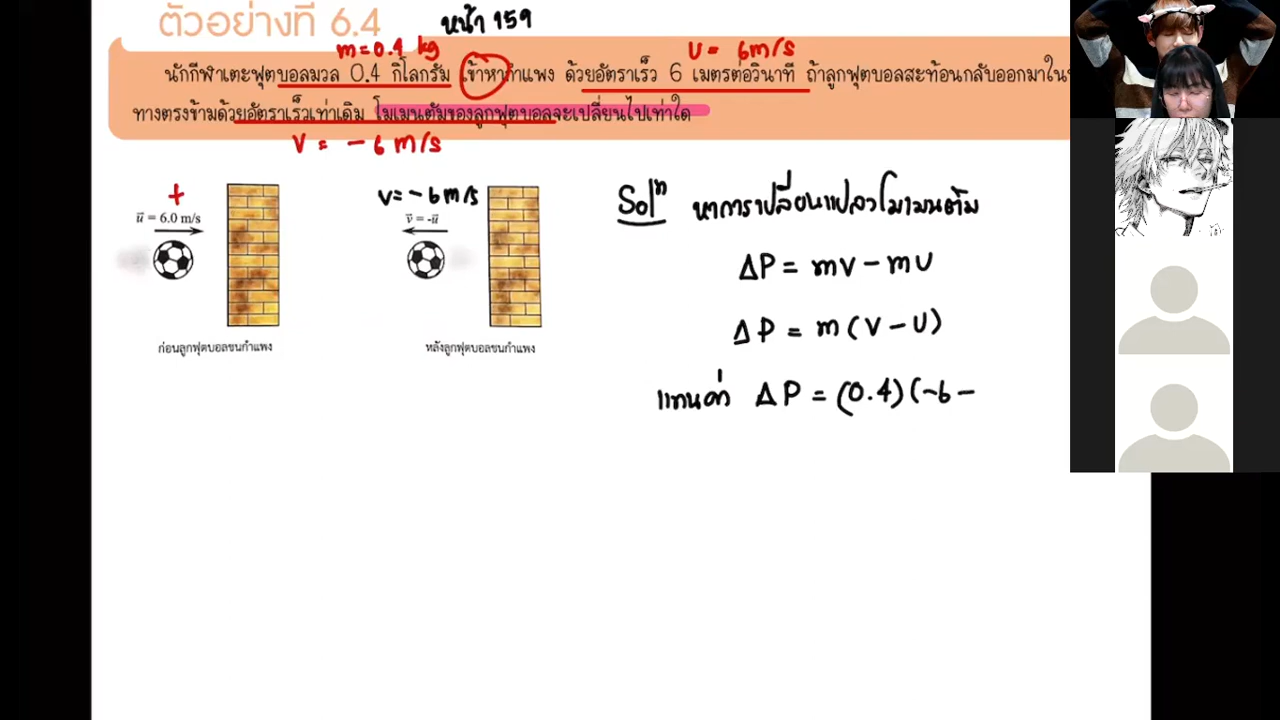 ตัวอย่างที่ 6.4 หน้า 159
m = 0.4 kg u = 6 m/s
นักกีฬาเตะฟุตบอลมวล 0.4 กิโลกรัม เข้าหากำแพง ด้วยอัตราเร็ว 6 เมตรต่อวินาที ถ้าลูกฟุตบอลสะท้อนกลับออกมาใน
ทางตรงข้ามด้วยอัตราเร็วเท่าเดิม โมเมนตัมของลูกฟุตบอลจะเปลี่ยนไปเท่าใด
v = - 6 m/s
+
u = 6.0 m/s
v = - 6 m/s
v = -u
ก่อนลูกฟุตบอลชนกำแพง
หลังลูกฟุตบอลชนกำแพง
Solⁿ หาการเปลี่ยนแปลงโมเมนตัม
ΔP = mv - mu
ΔP = m(v - u)
แทนค่า ΔP = (0.4)(-6 -